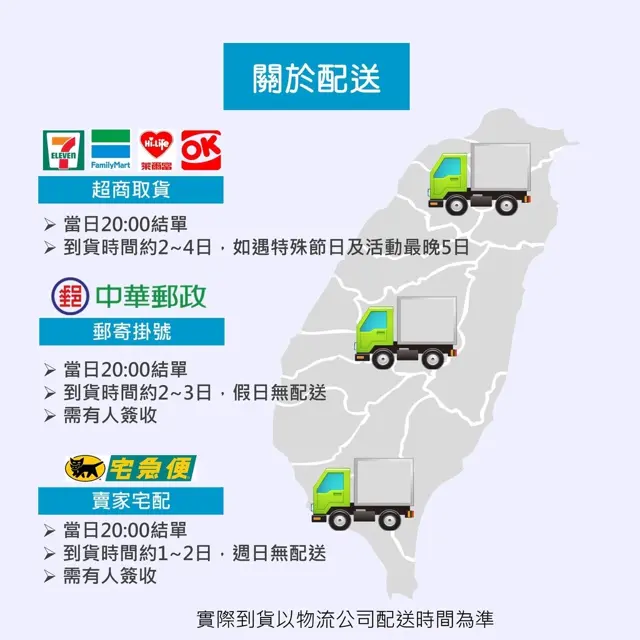 關於配送
7 ELEVEN
FamilyMart
Hi-Life 萊爾富
OK
超商取貨
當日20:00結單
到貨時間約2~4日，如遇特殊節日及活動最晚5日
郵 中華郵政
郵寄掛號
當日20:00結單
到貨時間約2~3日，假日無配送
需有人簽收
宅急便
賣家宅配
當日20:00結單
到貨時間約1~2日，週日無配送
需有人簽收
實際到貨以物流公司配送時間為準